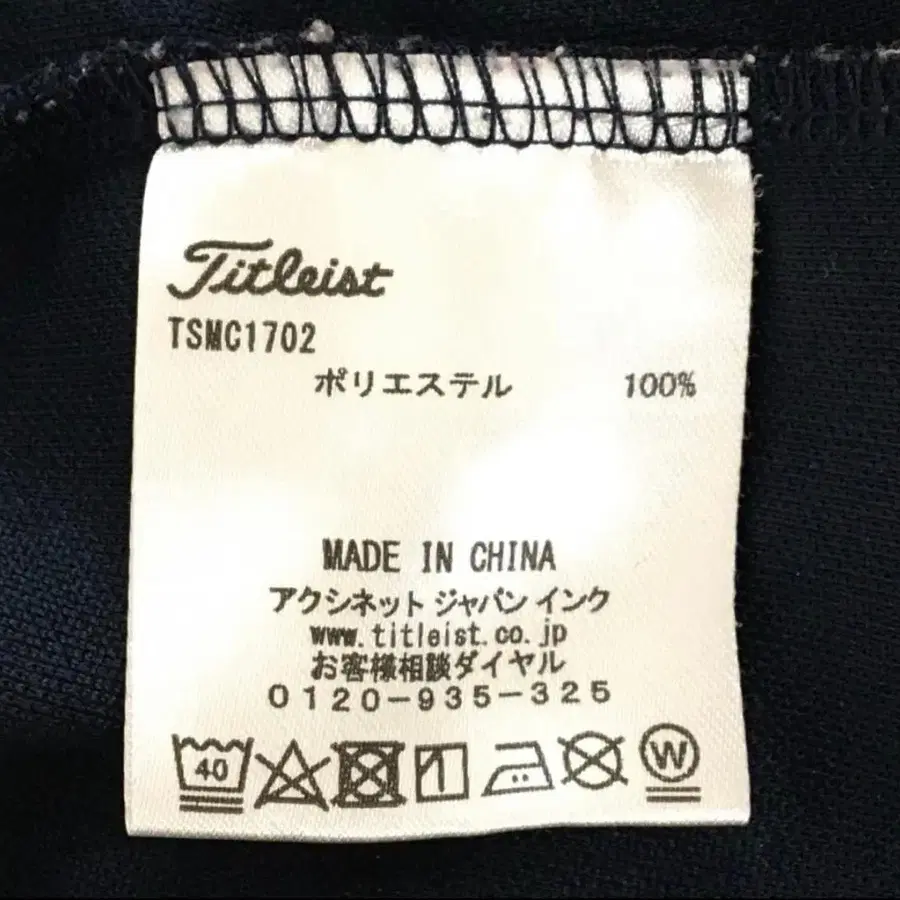 Titleist
TSMC1702
ポリエステル 100%
MADE IN CHINA
アクシネット ジャパン インク
www.titleist.co.jp
お客様相談ダイヤル
0120-935-325
40
W